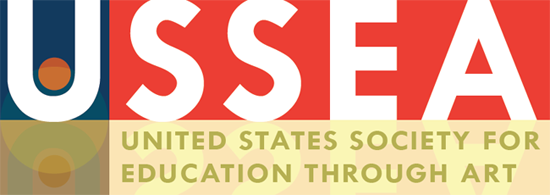 USSEA
UNITED STATES SOCIETY FOR
EDUCATION THROUGH ART